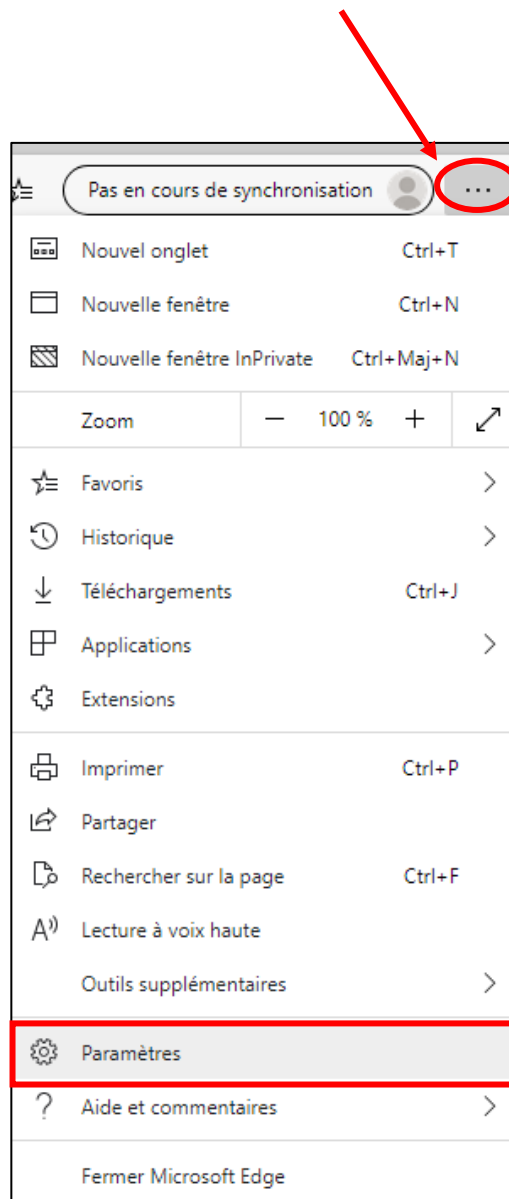 Pas en cours de synchronisation ...
Nouvel onglet Ctrl+T
Nouvelle fenêtre Ctrl+N
Nouvelle fenêtre InPrivate Ctrl+Maj+N
Zoom — 100 % +
Favoris
Historique
Téléchargements Ctrl+J
Applications
Extensions
Imprimer Ctrl+P
Partager
Rechercher sur la page Ctrl+F
Lecture à voix haute
Outils supplémentaires
Paramètres
Aide et commentaires
Fermer Microsoft Edge